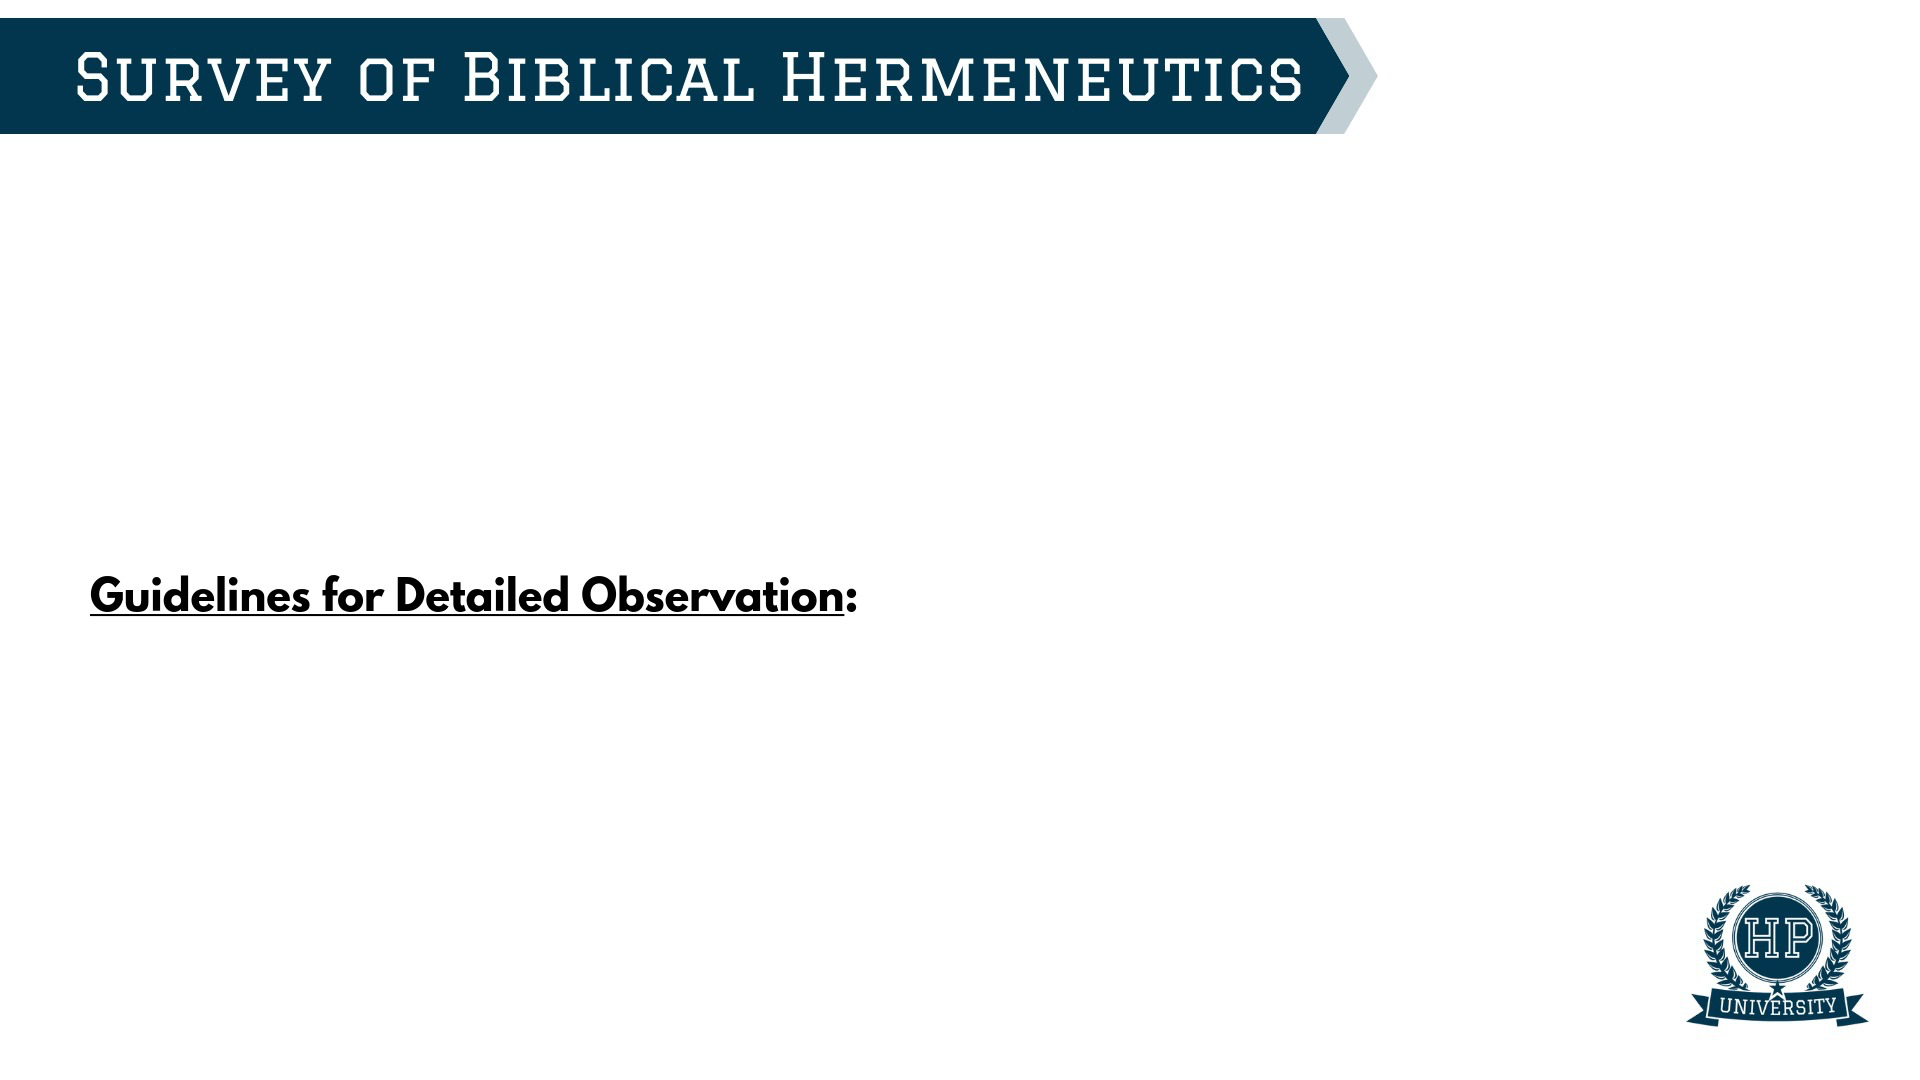 Survey of Biblical Hermeneutics
Guidelines for Detailed Observation:
HP
UNIVERSITY